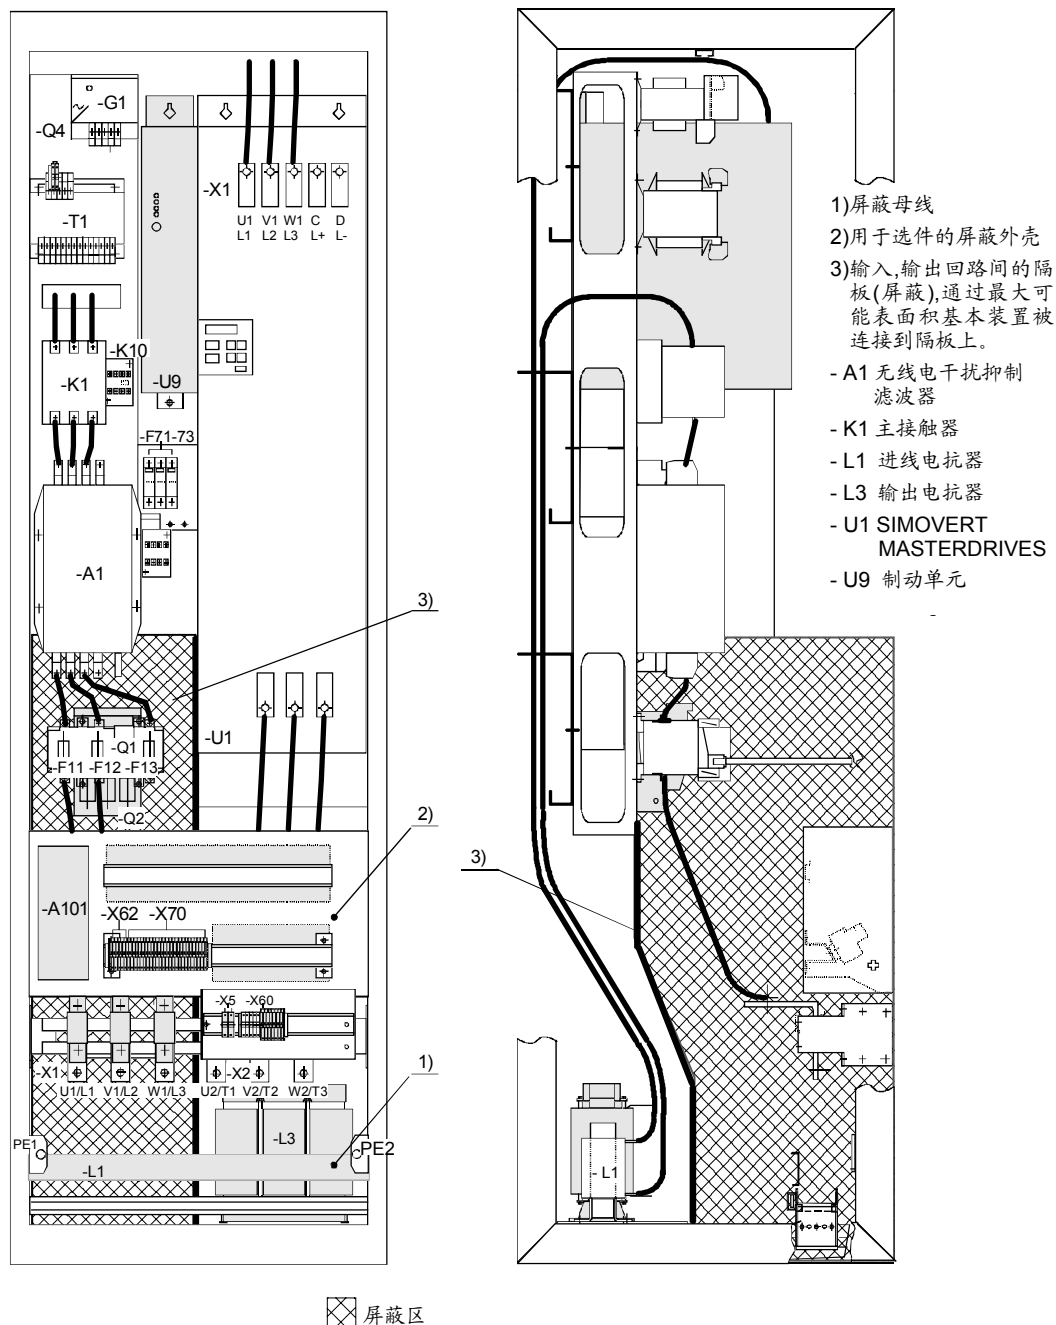 -G1
-Q4
-T1
-X1
U1 V1 W1 C D
L1 L2 L3 L+ L-
-K10
-K1
-U9
-F71-73
-A1
3)
-U1
-Q1
-F11 -F12 -F13
-Q2
2)
-A101
-X62 -X70
-X5 -X60
-X1
-X2
U1/L1 V1/L2 W1/L3 U2/T1 V2/T2 W2/T3
1)
PE1
-L3
PE2
-L1
3)
- L1
1)屏蔽母线
2)用于选件的屏蔽外壳
3)输入,输出回路间的隔
板(屏蔽),通过最大可
能表面积基本装置被
连接到隔板上。
- A1 无线电干扰抑制
滤波器
- K1 主接触器
- L1 进线电抗器
- L3 输出电抗器
- U1 SIMOVERT
MASTERDRIVES
- U9 制动单元
屏蔽区